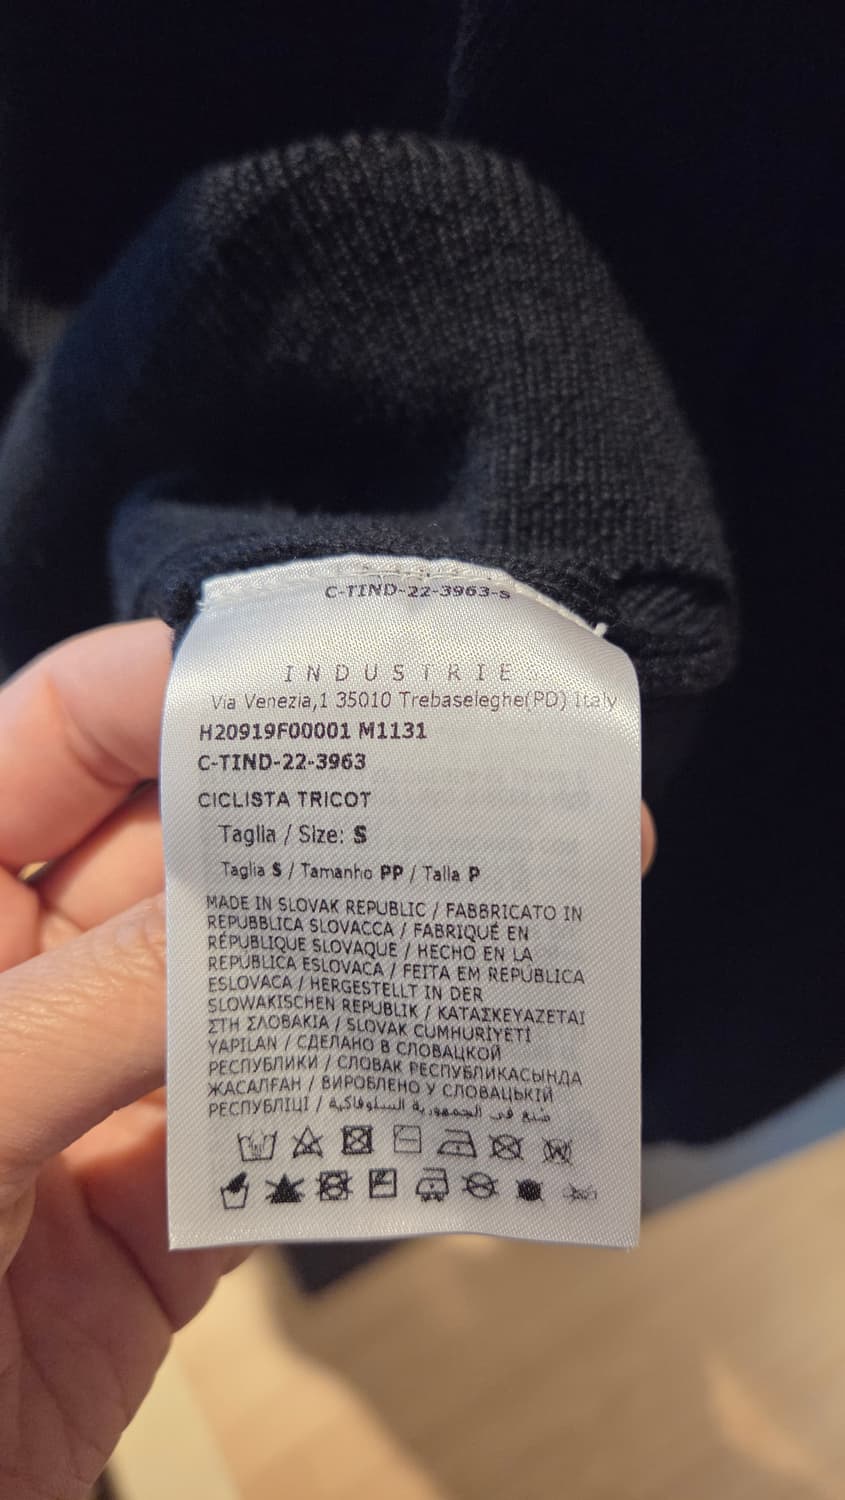 C-TIND-22-3963-S
INDUSTRIES
Via Venezia,1 35010 Trebaseleghe(PD) Italy
H20919F00001 M1131
C-TIND-22-3963
CICLISTA TRICOT
Taglia / Size: S
Taglia S / Tamanho PP / Talla P
MADE IN SLOVAK REPUBLIC / FABBRICATO IN
REPUBBLICA SLOVACCA / FABRIQUÉ EN
RÉPUBLIQUE SLOVAQUE / HECHO EN LA
REPÚBLICA ESLOVACA / FEITA EM REPÚBLICA
ESLOVACA / HERGESTELLT IN DER
SLOWAKISCHEN REPUBLIK / ΚΑΤΑΣΚΕΥΑΖΕΤΑΙ
ΣΤΗ ΣΛΟΒΑΚΙΑ / SLOVAK CUMHURİYETİ
YAPILAN / СДЕЛАНО В СЛОВАЦКОЙ
РЕСПУБЛИКИ / СЛОВАК РЕСПУБЛИКАСЫНДА
ЖАСАЛҒАН / ВИРОБЛЕНО У СЛОВАЦЬКІЙ
РЕСПУБЛІЦІ / صنع في الجمهورية السلوفاكية